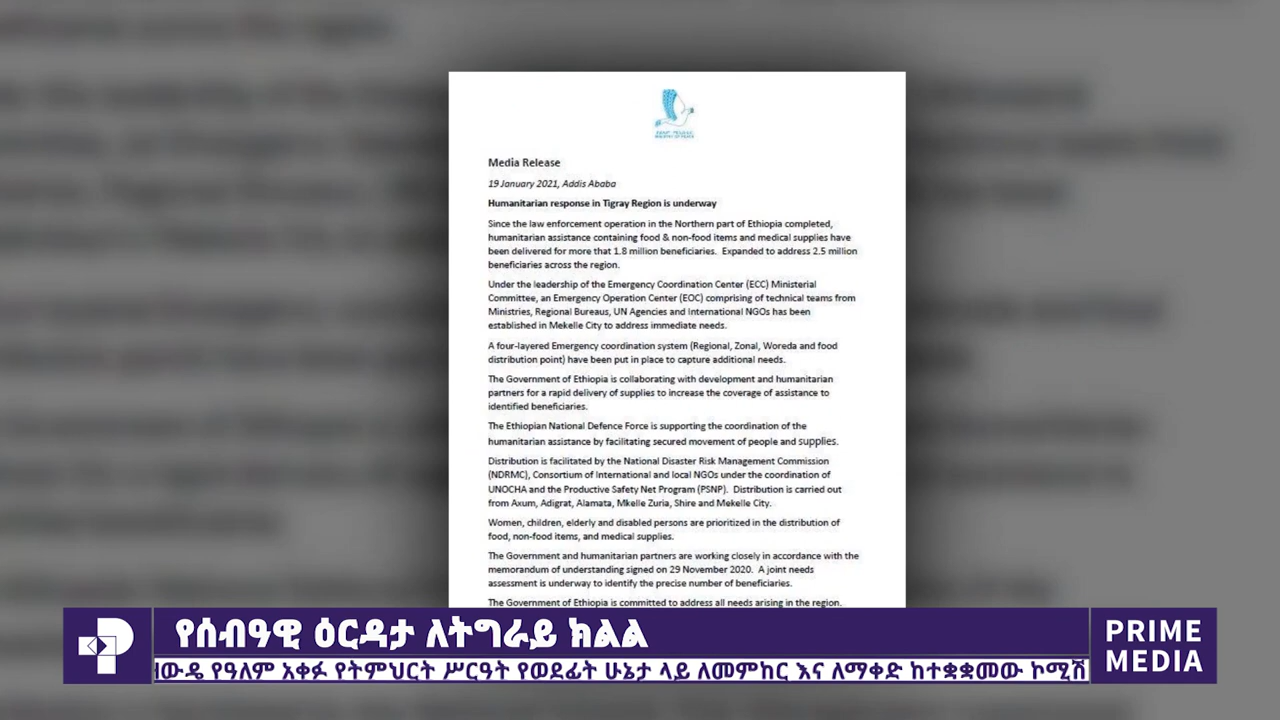 Media Release
19 January 2021, Addis Ababa
Humanitarian response in Tigray Region is underway
Since the law enforcement operation in the Northern part of Ethiopia completed,
humanitarian assistance containing food & non-food items and medical supplies have
been delivered for more that 1.8 million beneficiaries. Expanded to address 2.5 million
beneficiaries across the region.
Under the leadership of the Emergency Coordination Center (ECC) Ministerial
Committee, an Emergency Operation Center (EOC) comprising of technical teams from
Ministries, Regional Bureaus, UN Agencies and International NGOs has been
established in Mekelle City to address immediate needs.
A four-layered Emergency coordination system (Regional, Zonal, Woreda and food
distribution point) have been put in place to capture additional needs.
The Government of Ethiopia is collaborating with development and humanitarian
partners for a rapid delivery of supplies to increase the coverage of assistance to
identified beneficiaries.
The Ethiopian National Defence Force is supporting the coordination of the
humanitarian assistance by facilitating secured movement of people and supplies.
Distribution is facilitated by the National Disaster Risk Management Commission
(NDRMC), Consortium of International and local NGOs under the coordination of
UNOCHA and the Productive Safety Net Program (PSNP). Distribution is carried out
from Axum, Adigrat, Alamata, Mkelle Zuria, Shire and Mekelle City.
Women, children, elderly and disabled persons are prioritized in the distribution of
food, non-food items, and medical supplies.
The Government and humanitarian partners are working closely in accordance with the
memorandum of understanding signed on 29 November 2020. A joint needs
assessment is underway to identify the precise number of beneficiaries.
The Government of Ethiopia is committed to address all needs arising in the region.
የሰብዓዊ ዕርዳታ ለትግራይ ክልል
የዓለም አቀፉ የትምህርት ሥርዓት የወደፊት ሁኔታ ላይ ለመምከር እና ለማቀድ ከተቋቋመው ኮሚሽ
PRIME
MEDIA